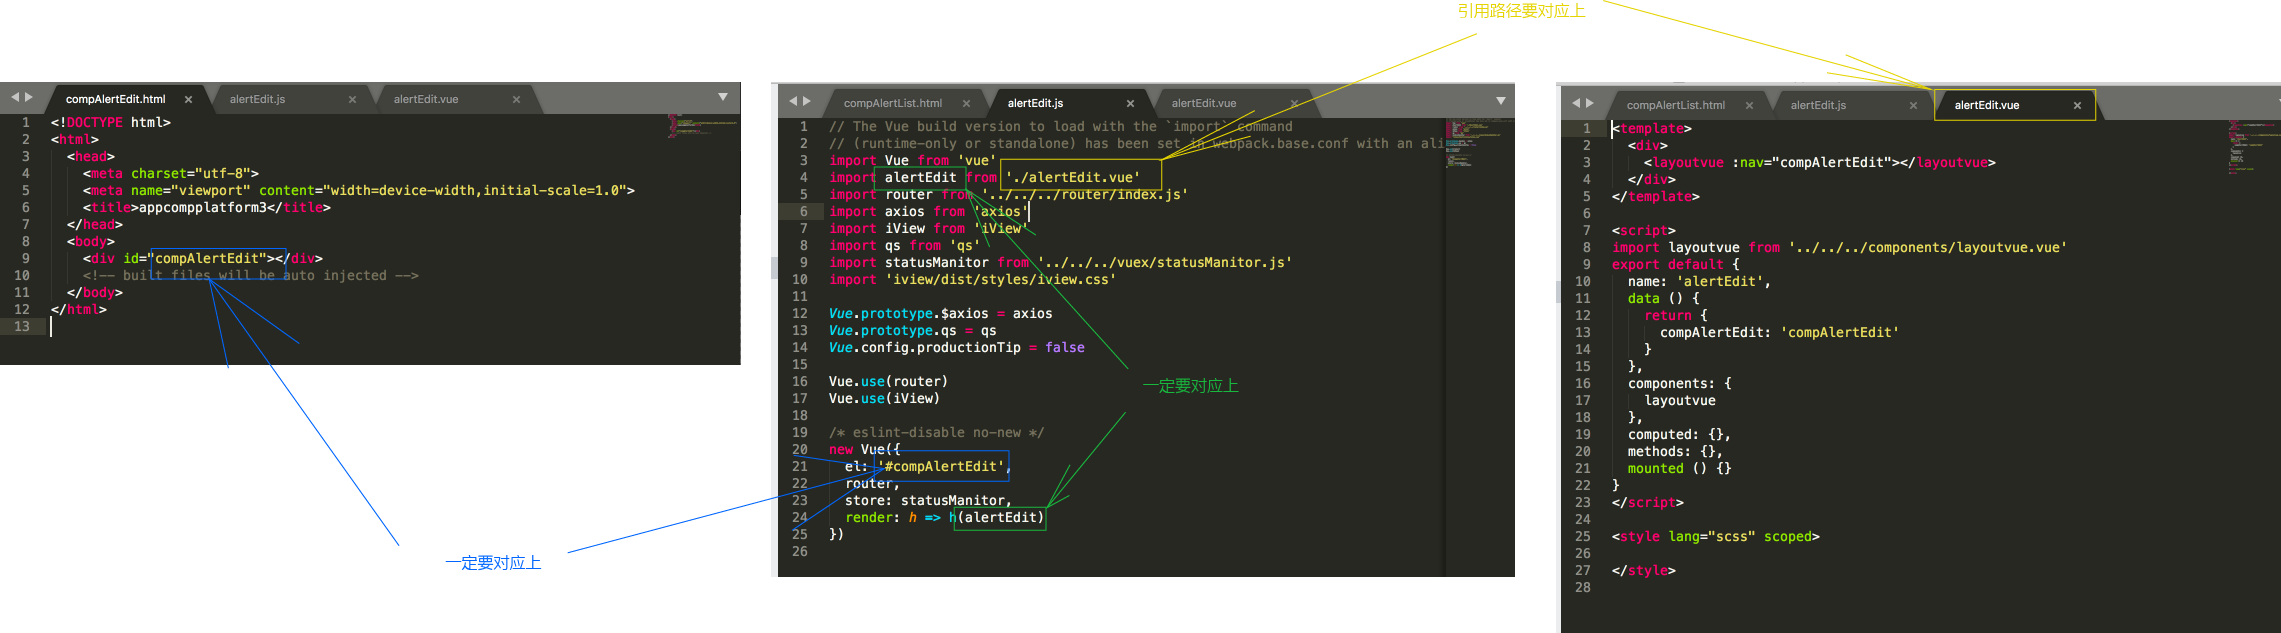 引用路径要对应上
compAlertEdit.html × alertEdit.js × alertEdit.vue ×
1 <!DOCTYPE html>
2 <html>
3 <head>
4 <meta charset="utf-8">
5 <meta name="viewport" content="width=device-width,initial-scale=1.0">
6 <title>appcompplatform3</title>
7 </head>
8 <body>
9 <div id="compAlertEdit"></div>
10 <!-- built files will be auto injected -->
11 </body>
12 </html>
13
一定要对应上
compAlertList.html × alertEdit.js × alertEdit.vue ×
1 // The Vue build version to load with the `import` command
2 // (runtime-only or standalone) has been set in webpack.base.conf with an ali
3 import Vue from 'vue'
4 import alertEdit from './alertEdit.vue'
5 import router from '../../../router/index.js'
6 import axios from 'axios'
7 import iView from 'iView'
8 import qs from 'qs'
9 import statusManitor from '../../../vuex/statusManitor.js'
10 import 'iview/dist/styles/iview.css'
11
12 Vue.prototype.$axios = axios
13 Vue.prototype.qs = qs
14 Vue.config.productionTip = false
15
16 Vue.use(router)
17 Vue.use(iView)
18
19 /* eslint-disable no-new */
20 new Vue({
21 el: '#compAlertEdit',
22 router,
23 store: statusManitor,
24 render: h => h(alertEdit)
25 })
26
一定要对应上
compAlertList.html × alertEdit.js × alertEdit.vue ×
1 <template>
2 <div>
3 <layoutvue :nav="compAlertEdit"></layoutvue>
4 </div>
5 </template>
6
7 <script>
8 import layoutvue from '../../../components/layoutvue.vue'
9 export default {
10 name: 'alertEdit',
11 data () {
12 return {
13 compAlertEdit: 'compAlertEdit'
14 }
15 },
16 components: {
17 layoutvue
18 },
19 computed: {},
20 methods: {},
21 mounted () {}
22 }
23 </script>
24
25 <style lang="scss" scoped>
26
27 </style>
28